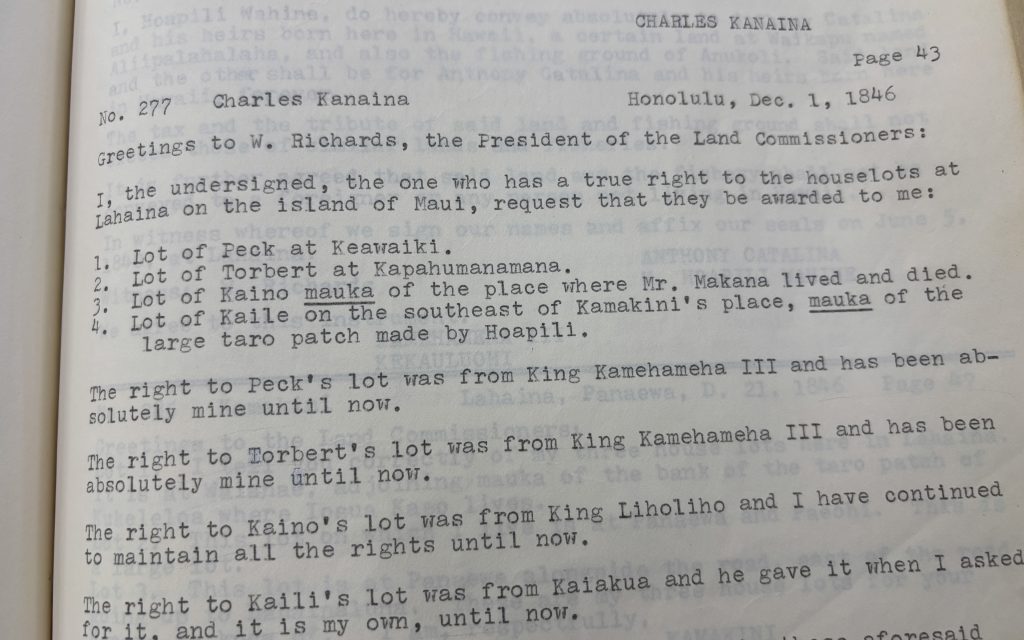 CHARLES KANAINA
Page 43
No. 277 Charles Kanaina Honolulu, Dec. 1, 1846
Greetings to W. Richards, the President of the Land Commissioners:
I, the undersigned, the one who has a true right to the houselots at
Lahaina on the island of Maui, request that they be awarded to me:
1. Lot of Peck at Keawaiki.
2. Lot of Torbert at Kapahumanamana.
3. Lot of Kaino mauka of the place where Mr. Makana lived and died.
4. Lot of Kaile on the southeast of Kamakini's place, mauka of the
large taro patch made by Hoapili.
The right to Peck's lot was from King Kamehameha III and has been ab-
solutely mine until now.
The right to Torbert's lot was from King Kamehameha III and has been
absolutely mine until now.
The right to Kaino's lot was from King Liholiho and I have continued
to maintain all the rights until now.
The right to Kaili's lot was from Kaiakua and he gave it when I asked
for it, and it is my own, until now.
aforesaid